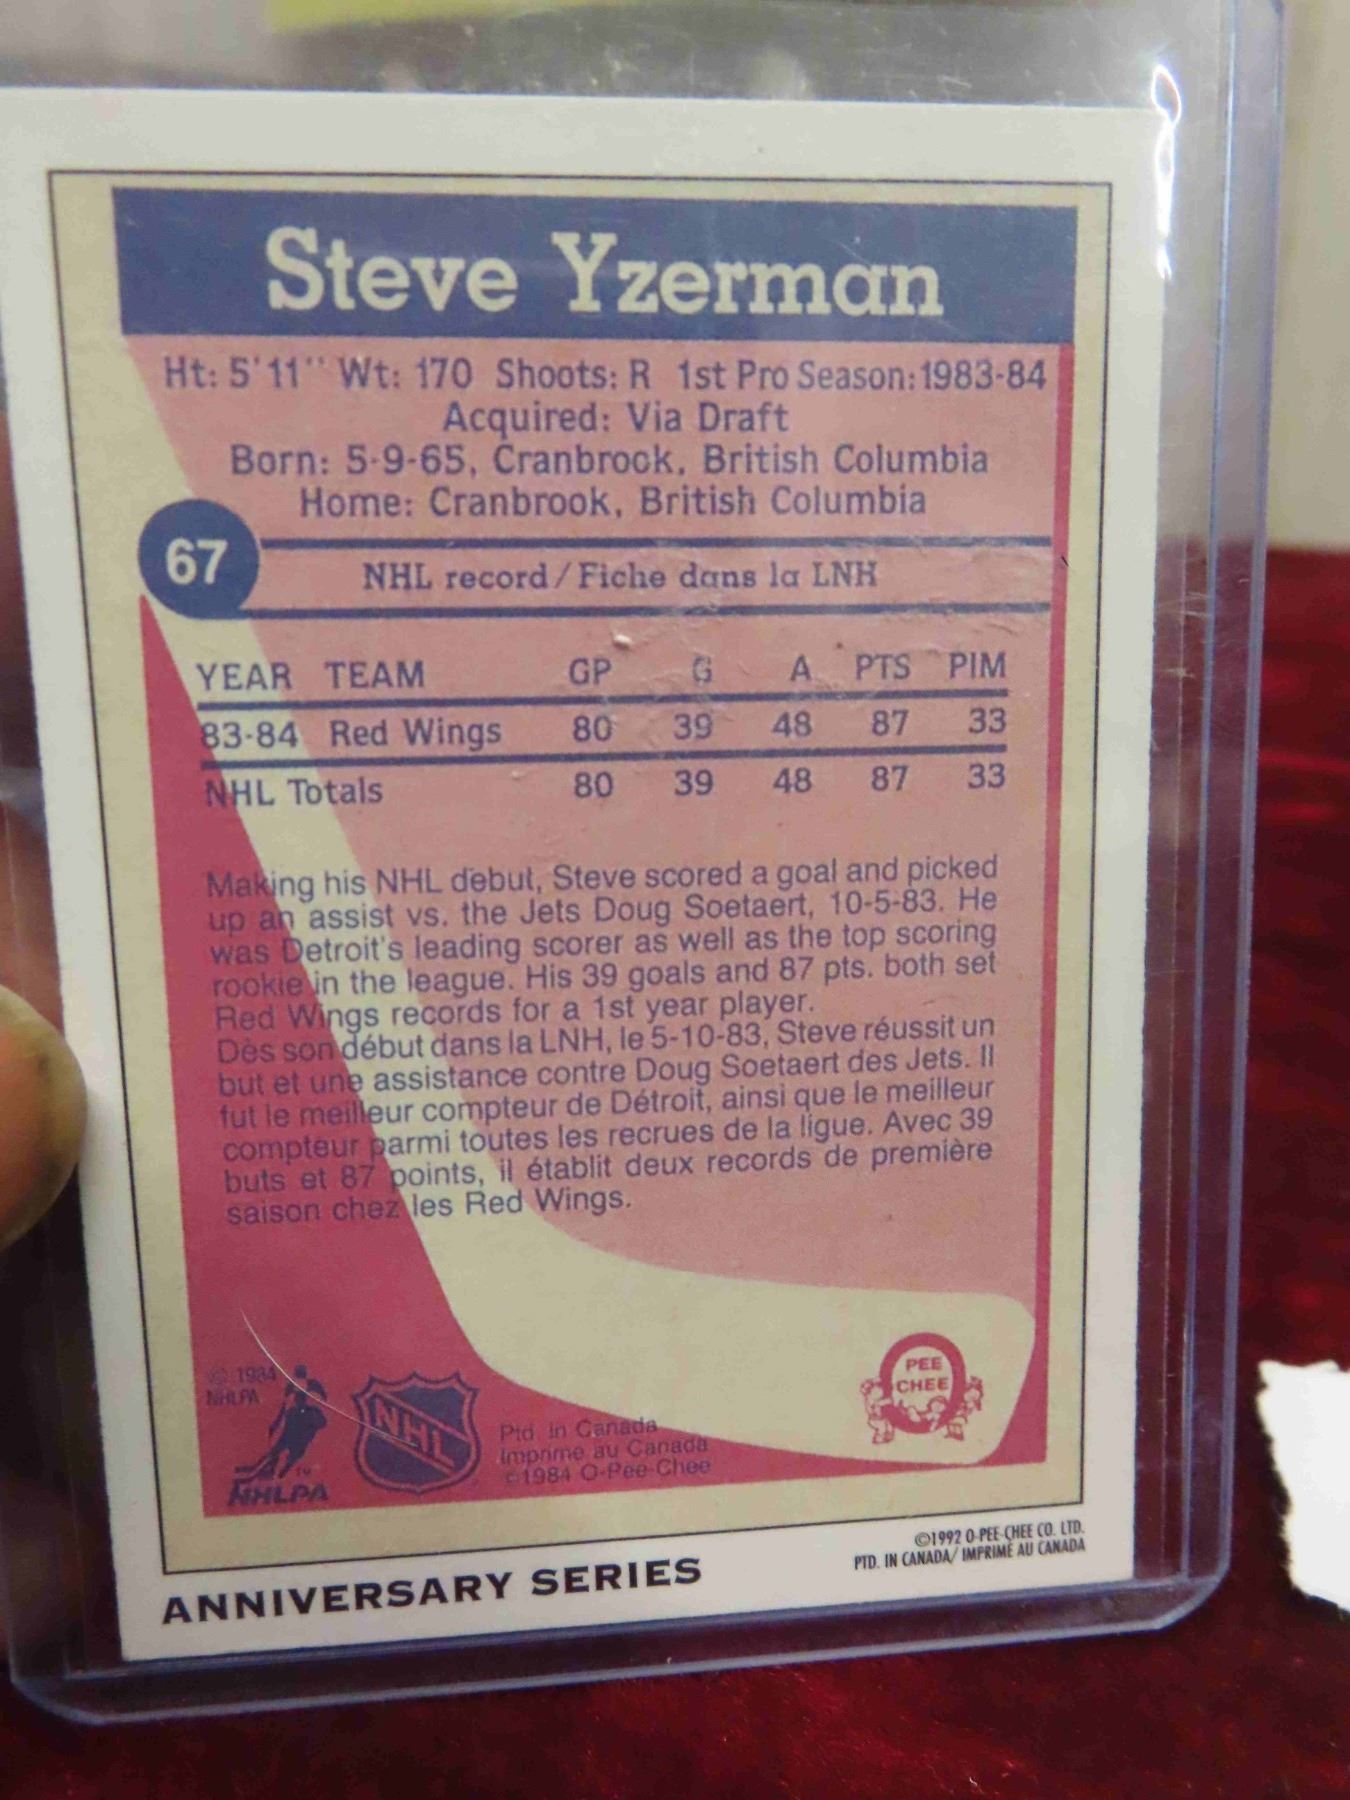 Steve Yzerman
Ht: 5'11" Wt: 170 Shoots: R 1st Pro Season: 1983-84
Acquired: Via Draft
Born: 5-9-65, Cranbrock, British Columbia
Home: Cranbrook, British Columbia
67
NHL record / Fiche dans la LNH
YEAR TEAM GP G A PTS PIM
83-84 Red Wings 80 39 48 87 33
NHL Totals 80 39 48 87 33
Making his NHL debut, Steve scored a goal and picked
up an assist vs. the Jets Doug Soetaert, 10-5-83. He
was Detroit's leading scorer as well as the top scoring
rookie in the league. His 39 goals and 87 pts. both set
Red Wings records for a 1st year player.
Dès son début dans la LNH, le 5-10-83, Steve réussit un
but et une assistance contre Doug Soetaert des Jets. Il
fut le meilleur compteur de Détroit, ainsi que le meilleur
compteur parmi toutes les recrues de la ligue. Avec 39
buts et 87 points, il établit deux records de première
saison chez les Red Wings.
© 1984
NHLPA
TM
NHLPA
NHL
Ptd. in Canada
Imprime au Canada
©1984 O-Pee-Chee
PEE
CHEE
©1992 O-PEE-CHEE CO. LTD.
PTD. IN CANADA/ IMPRIMÉ AU CANADA
ANNIVERSARY SERIES